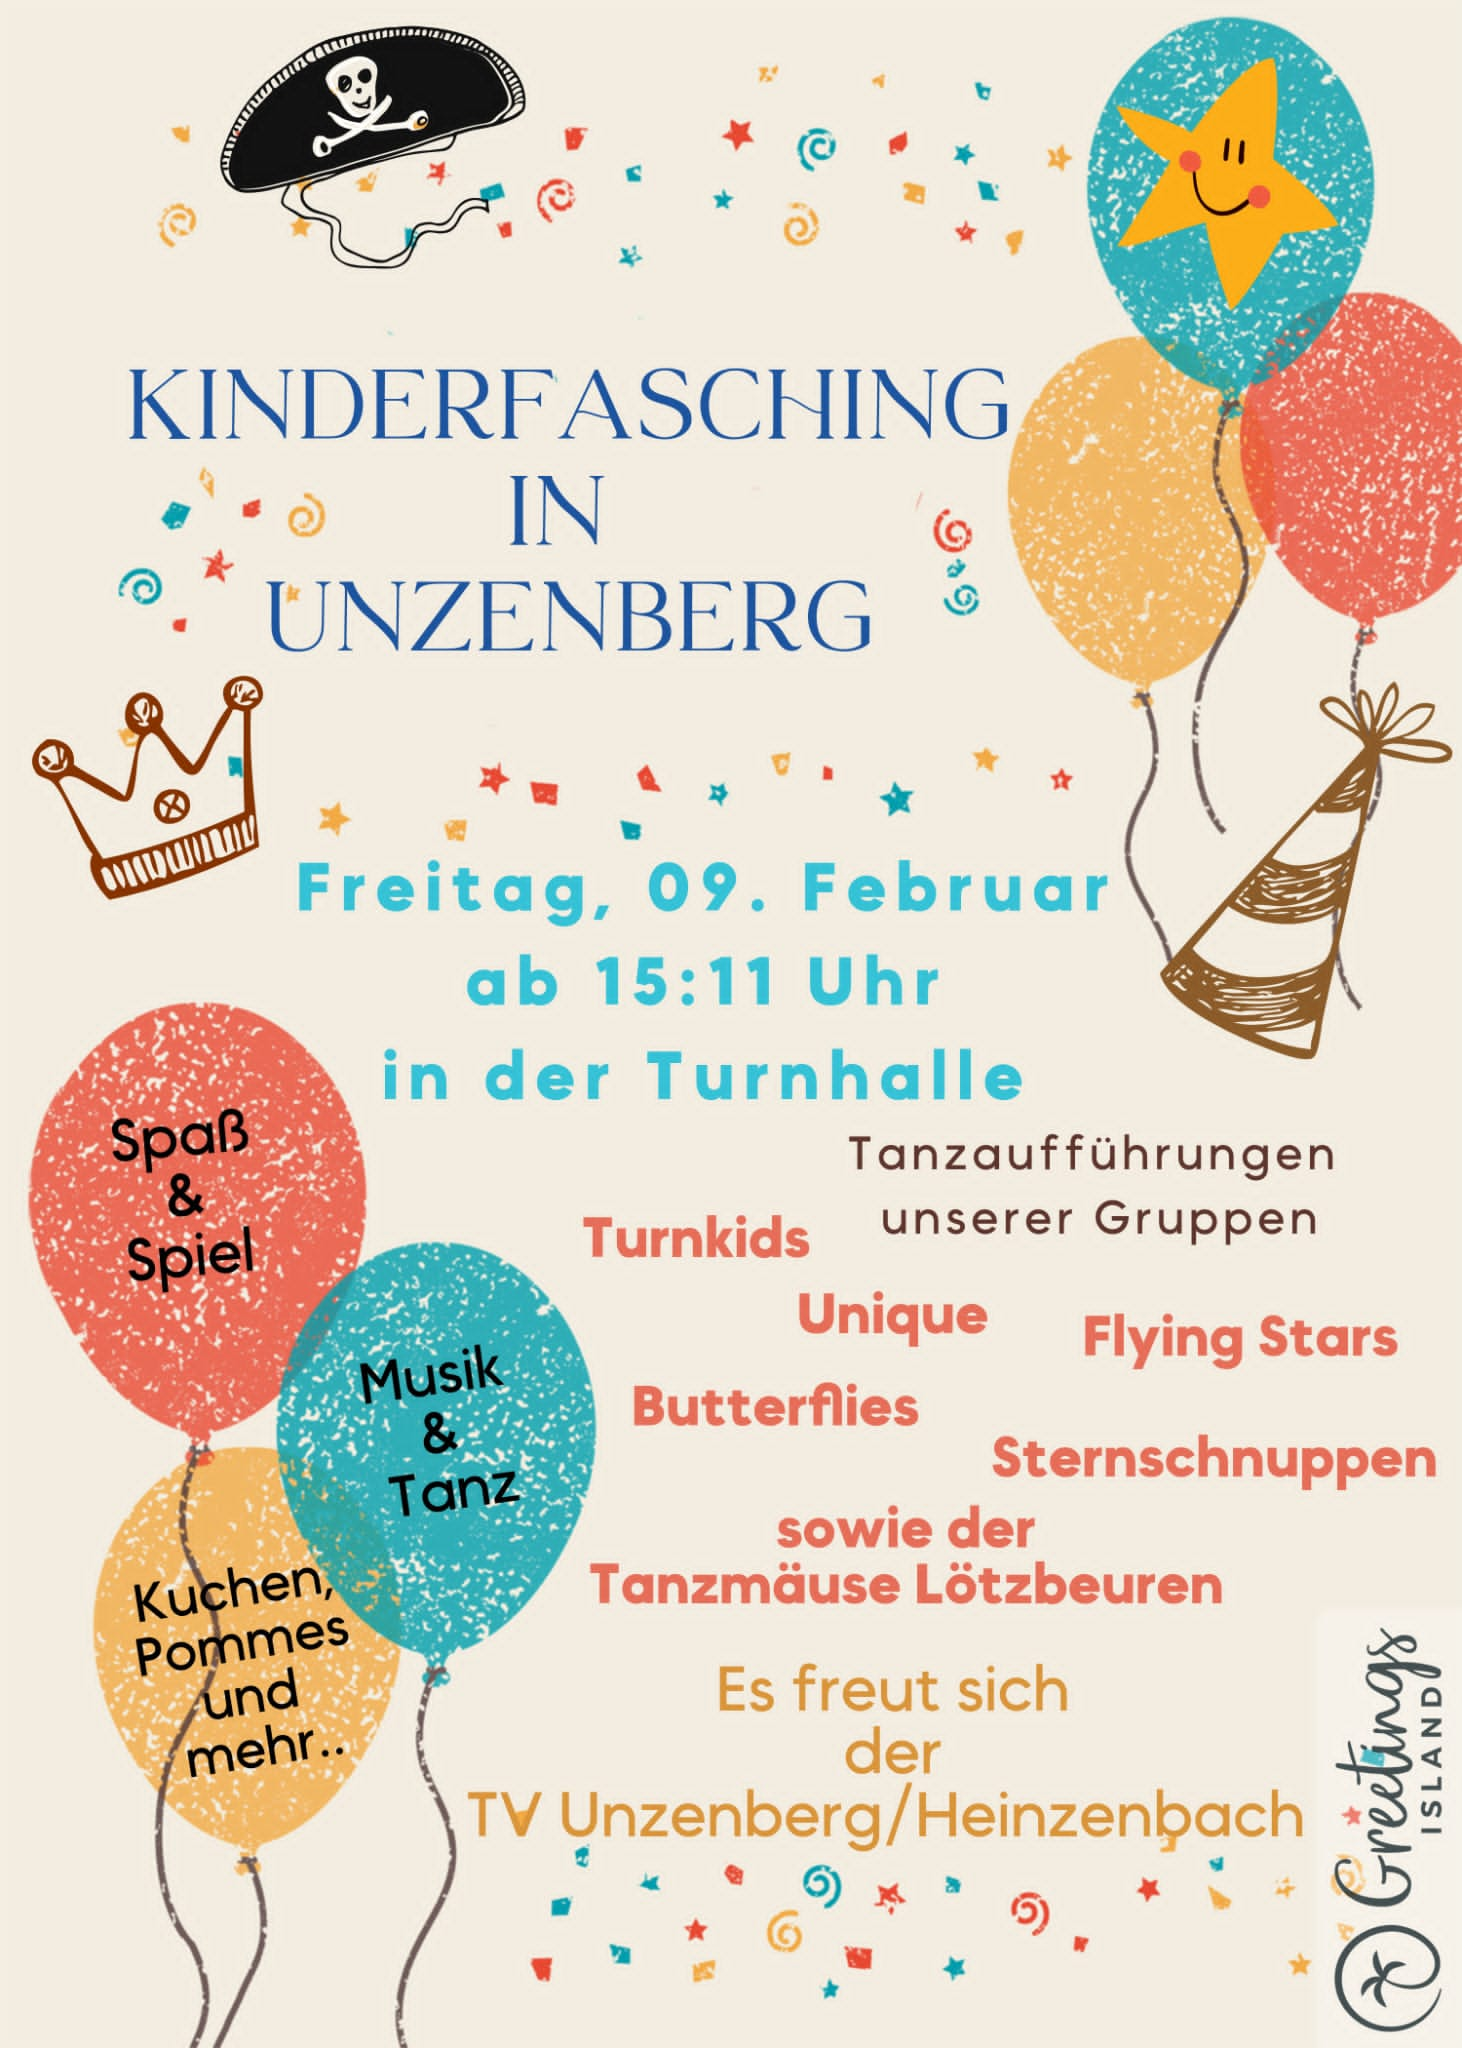 KINDERFASCHING
IN
UNZENBERG
Freitag, 09. Februar
ab 15:11 Uhr
in der Turnhalle
Spaß
&
Spiel
Musik
&
Tanz
Kuchen,
Pommes
und
mehr..
Tanzaufführungen
unserer Gruppen
Turnkids
Unique
Flying Stars
Butterflies
Sternschnuppen
sowie der
Tanzmäuse Lötzbeuren
Es freut sich
der
TV Unzenberg/Heinzenbach
Greetings
ISLAND